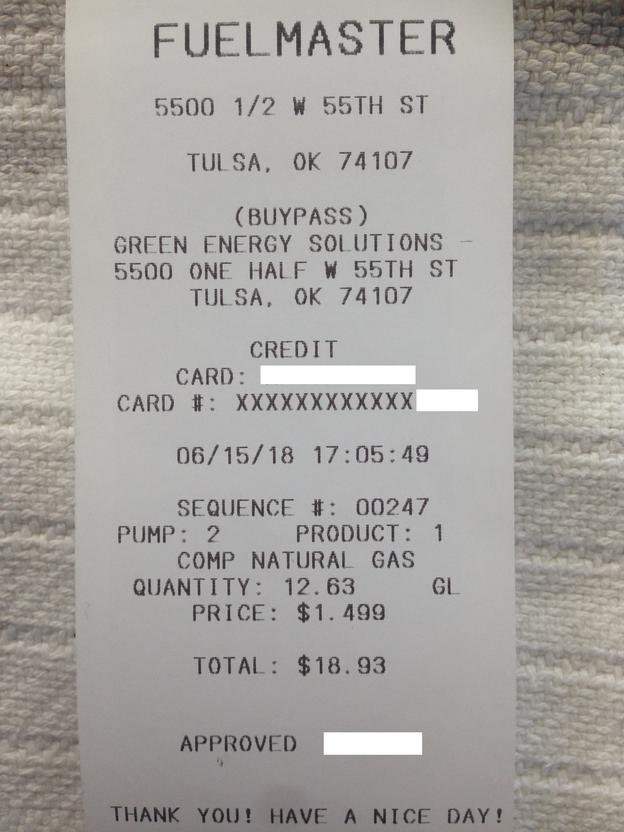 FUELMASTER
5500 1/2 W 55TH ST
TULSA, OK 74107
(BUYPASS)
GREEN ENERGY SOLUTIONS -
5500 ONE HALF W 55TH ST
TULSA, OK 74107
CREDIT
CARD:
CARD #: XXXXXXXXXXXX
06/15/18 17:05:49
SEQUENCE #: 00247
PUMP: 2 PRODUCT: 1
COMP NATURAL GAS
QUANTITY: 12.63 GL
PRICE: $1.499
TOTAL: $18.93
APPROVED
THANK YOU! HAVE A NICE DAY!